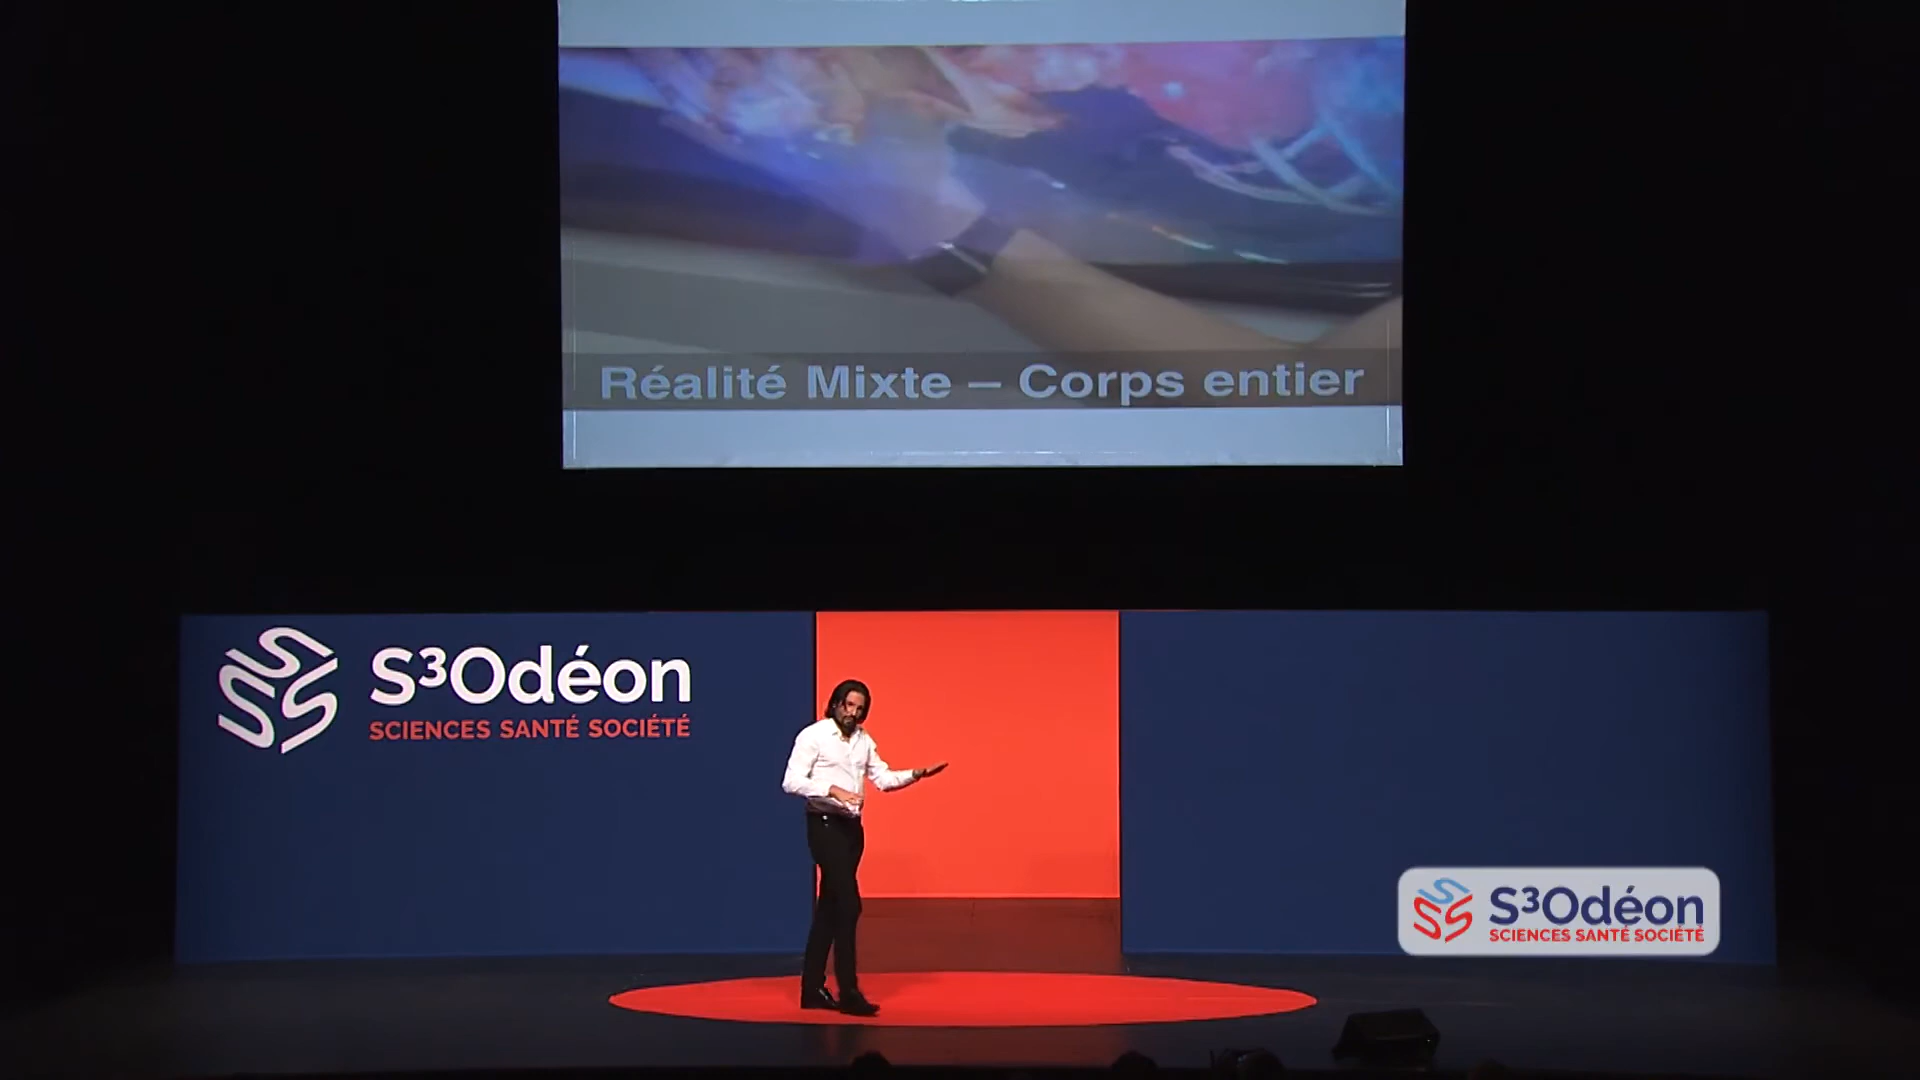 Réalité Mixte – Corps entier
S³Odéon
SCIENCES SANTÉ SOCIÉTÉ
S³Odéon
SCIENCES SANTÉ SOCIÉTÉ